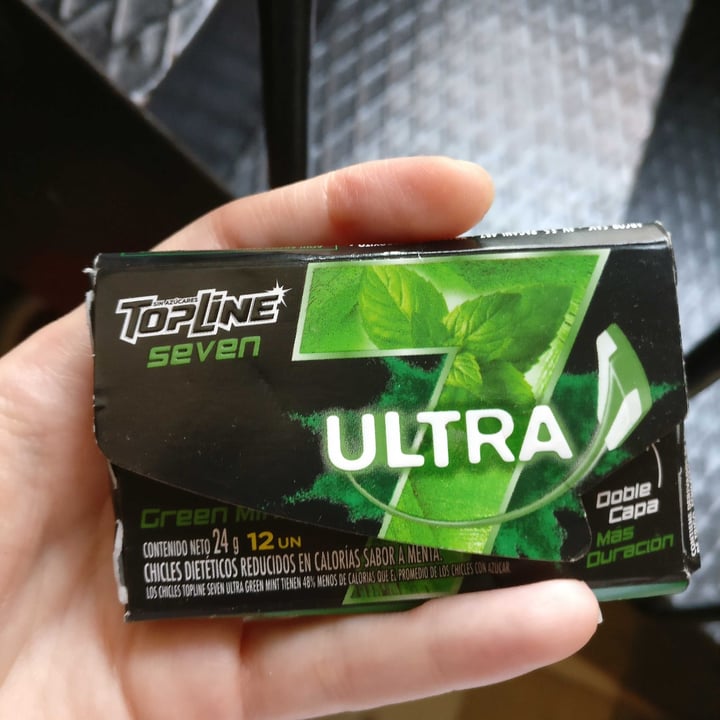 SIN AZÚCARES
TOPLINE
seven
7
ULTRA
Green
CONTENIDO NETO 24 g 12 UN
CHICLES DIETÉTICOS REDUCIDOS EN CALORÍAS SABOR A MENTA.
LOS CHICLES TOPLINE SEVEN ULTRA GREEN MINT TIENEN 48% MENOS DE CALORIAS QUE EL PROMEDIO DE LOS CHICLES CON AZÚCAR
Doble
Capa
Más
Duración